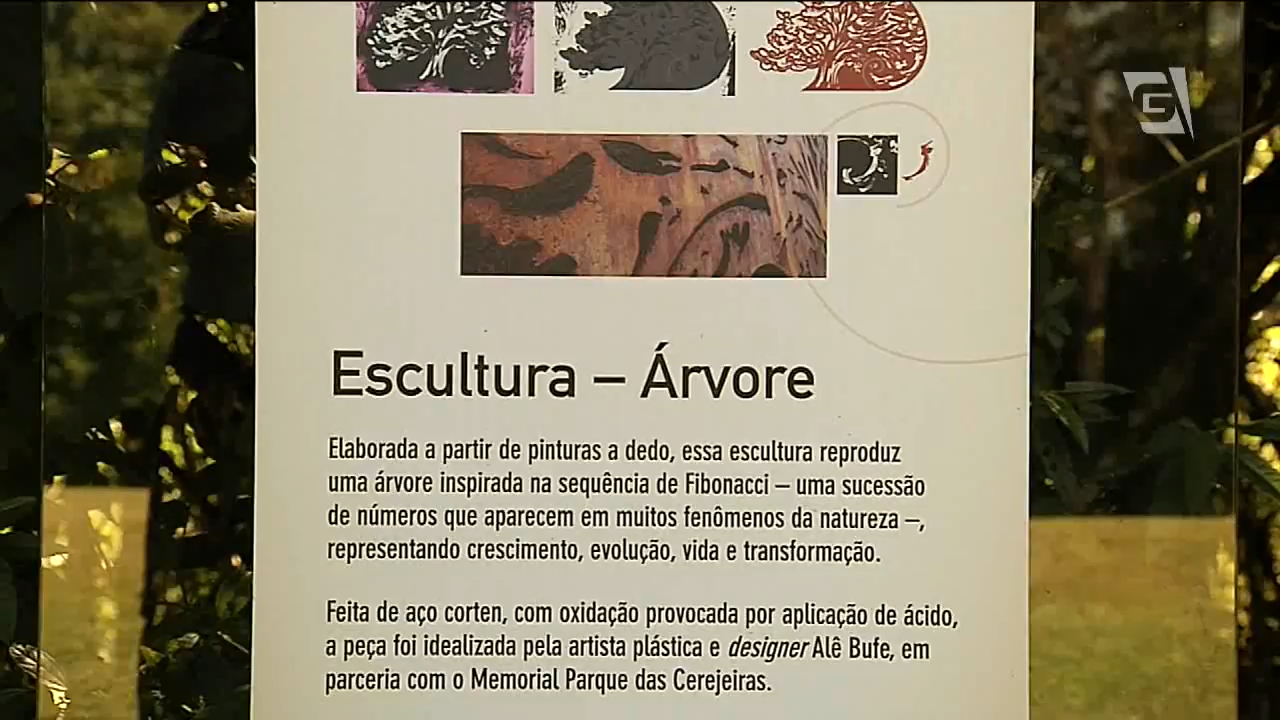 Escultura – Árvore
Elaborada a partir de pinturas a dedo, essa escultura reproduz
uma árvore inspirada na sequência de Fibonacci – uma sucessão
de números que aparecem em muitos fenômenos da natureza –,
representando crescimento, evolução, vida e transformação.
Feita de aço corten, com oxidação provocada por aplicação de ácido,
a peça foi idealizada pela artista plástica e designer Alê Bufe, em
parceria com o Memorial Parque das Cerejeiras.